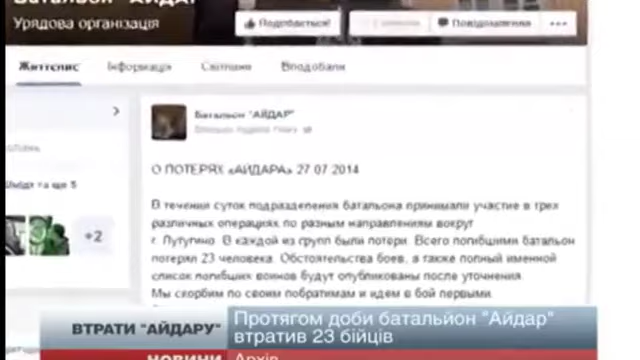 Батальон "АЙДАР"
Урядова організація
Подобається!
Повідомлення
Життєпис
Інформація
Світлини
Вподобали
Батальон "АЙДАР"
та ще 5
+2
О ПОТЕРЯХ «АЙДАРА» 27 07 2014
В течении суток подразделения батальона принимали участие в трех
различных операциях по разным направлениям вокруг
г. Лутугино. В каждой из групп были потери. Всего погибшими батальон
потерял 23 человека. Обстоятельства боев, а также полный именной
список погибших воинов будут опубликованы после уточнения.
Мы скорбим по своим побратимам и идем в бой первыми.
ВТРАТИ "АЙДАРУ"
Протягом доби батальйон "Айдар"
втратив 23 бійців
НОВИНИ
Архів